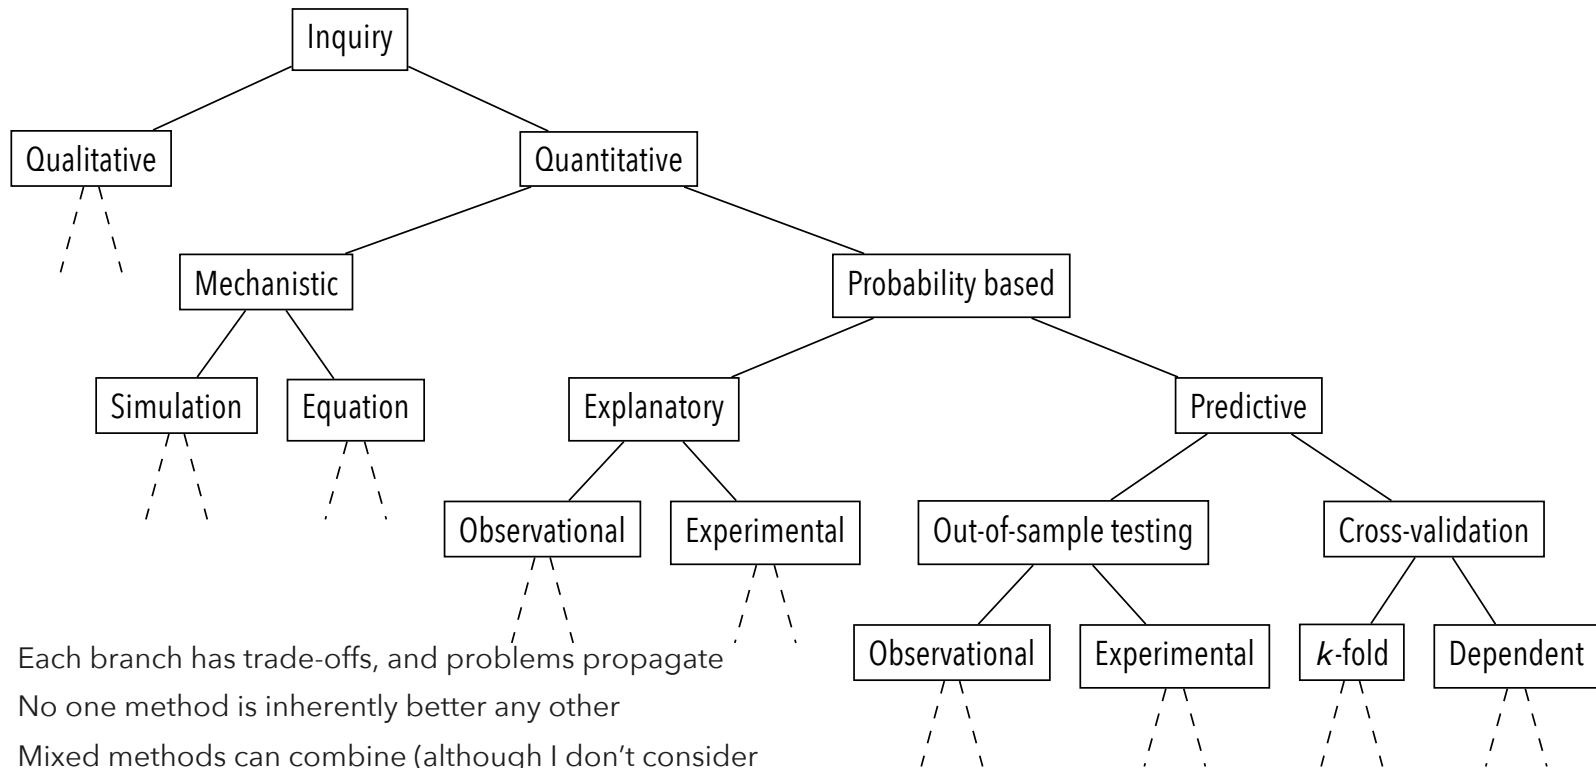 Inquiry
Qualitative
Quantitative
Mechanistic
Probability based
Simulation
Equation
Explanatory
Predictive
Observational
Experimental
Out-of-sample testing
Cross-validation
Observational
Experimental
k-fold
Dependent
Each branch has trade-offs, and problems propagate
No one method is inherently better any other
Mixed methods can combine (although I don’t consider